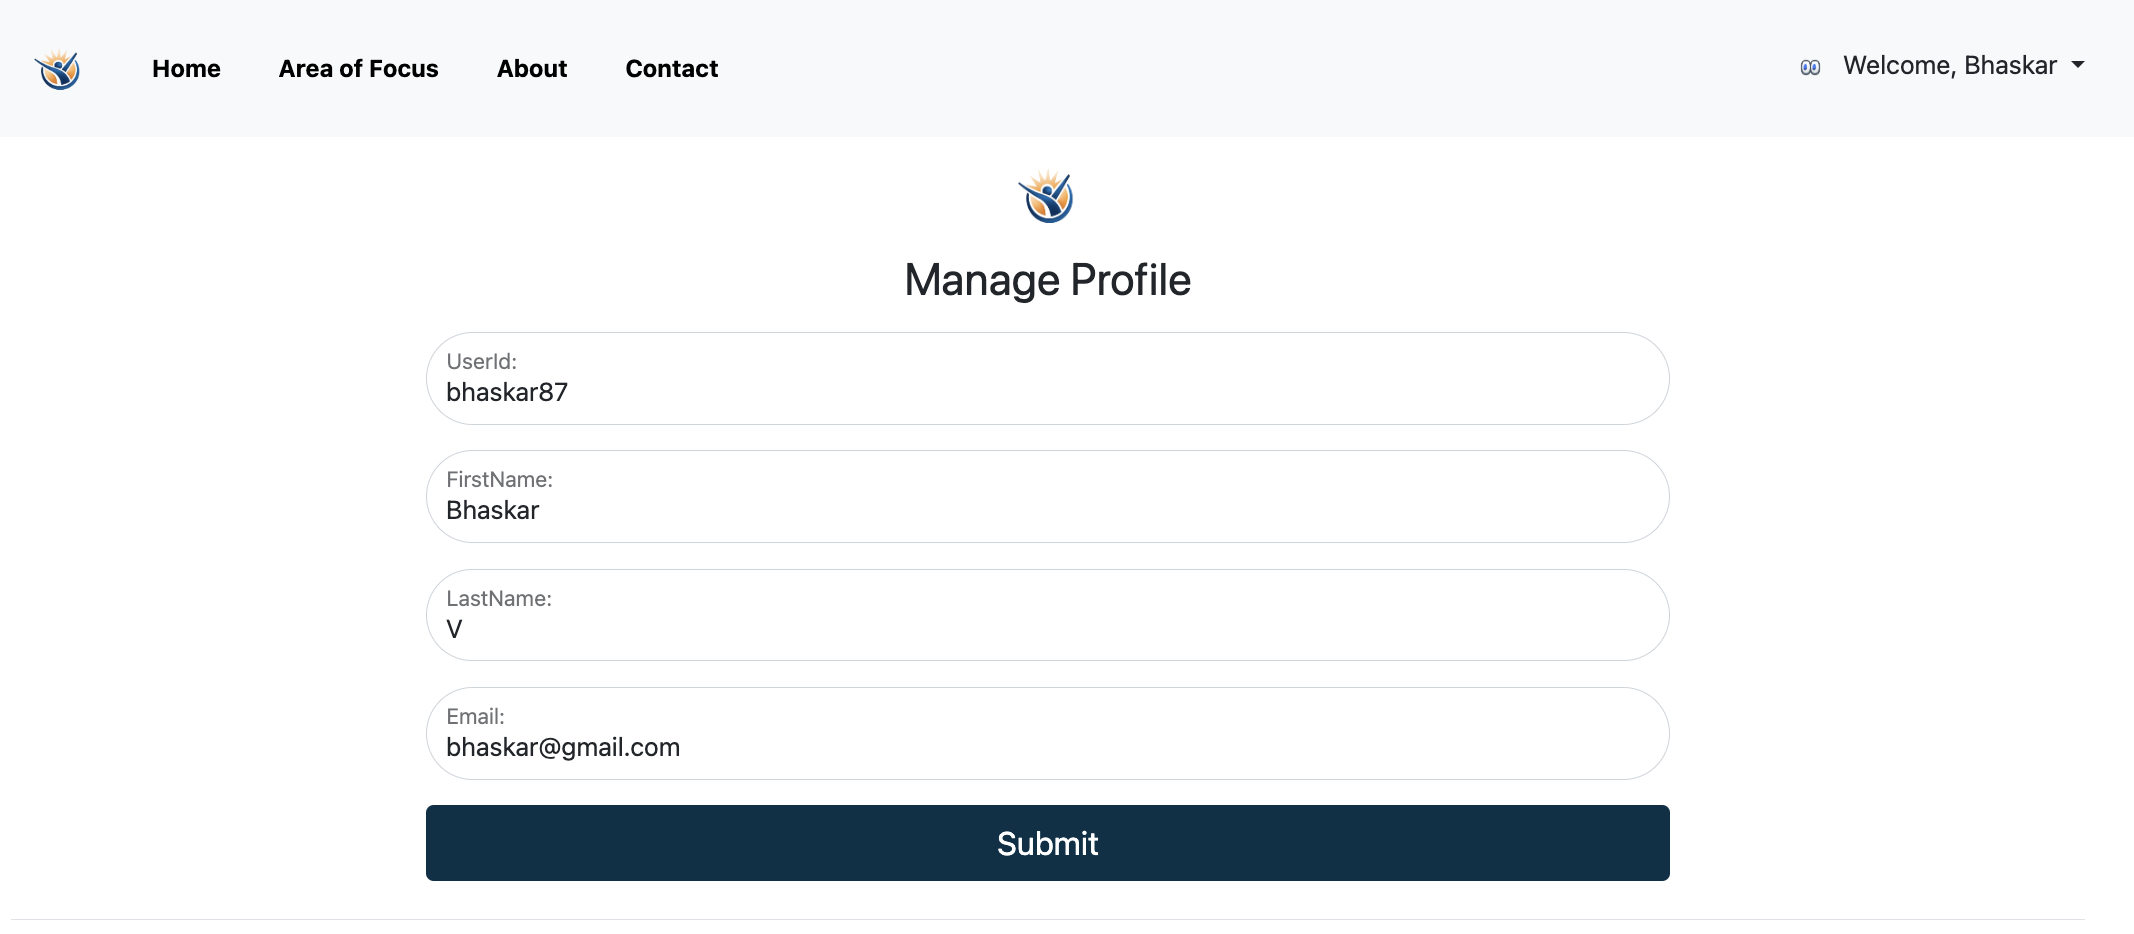 Home Area of Focus About Contact Welcome, Bhaskar
Manage Profile
UserId:
bhaskar87
FirstName:
Bhaskar
LastName:
V
Email:
bhaskar@gmail.com
Submit